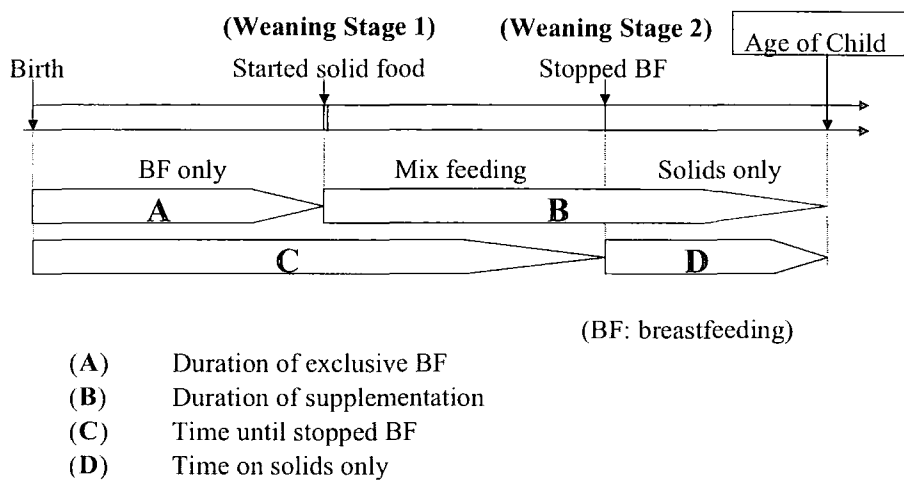 (Weaning Stage 1) (Weaning Stage 2)
Age of Child
Birth Started solid food Stopped BF
BF only Mix feeding Solids only
A B
C D
(BF: breastfeeding)
(A) Duration of exclusive BF
(B) Duration of supplementation
(C) Time until stopped BF
(D) Time on solids only